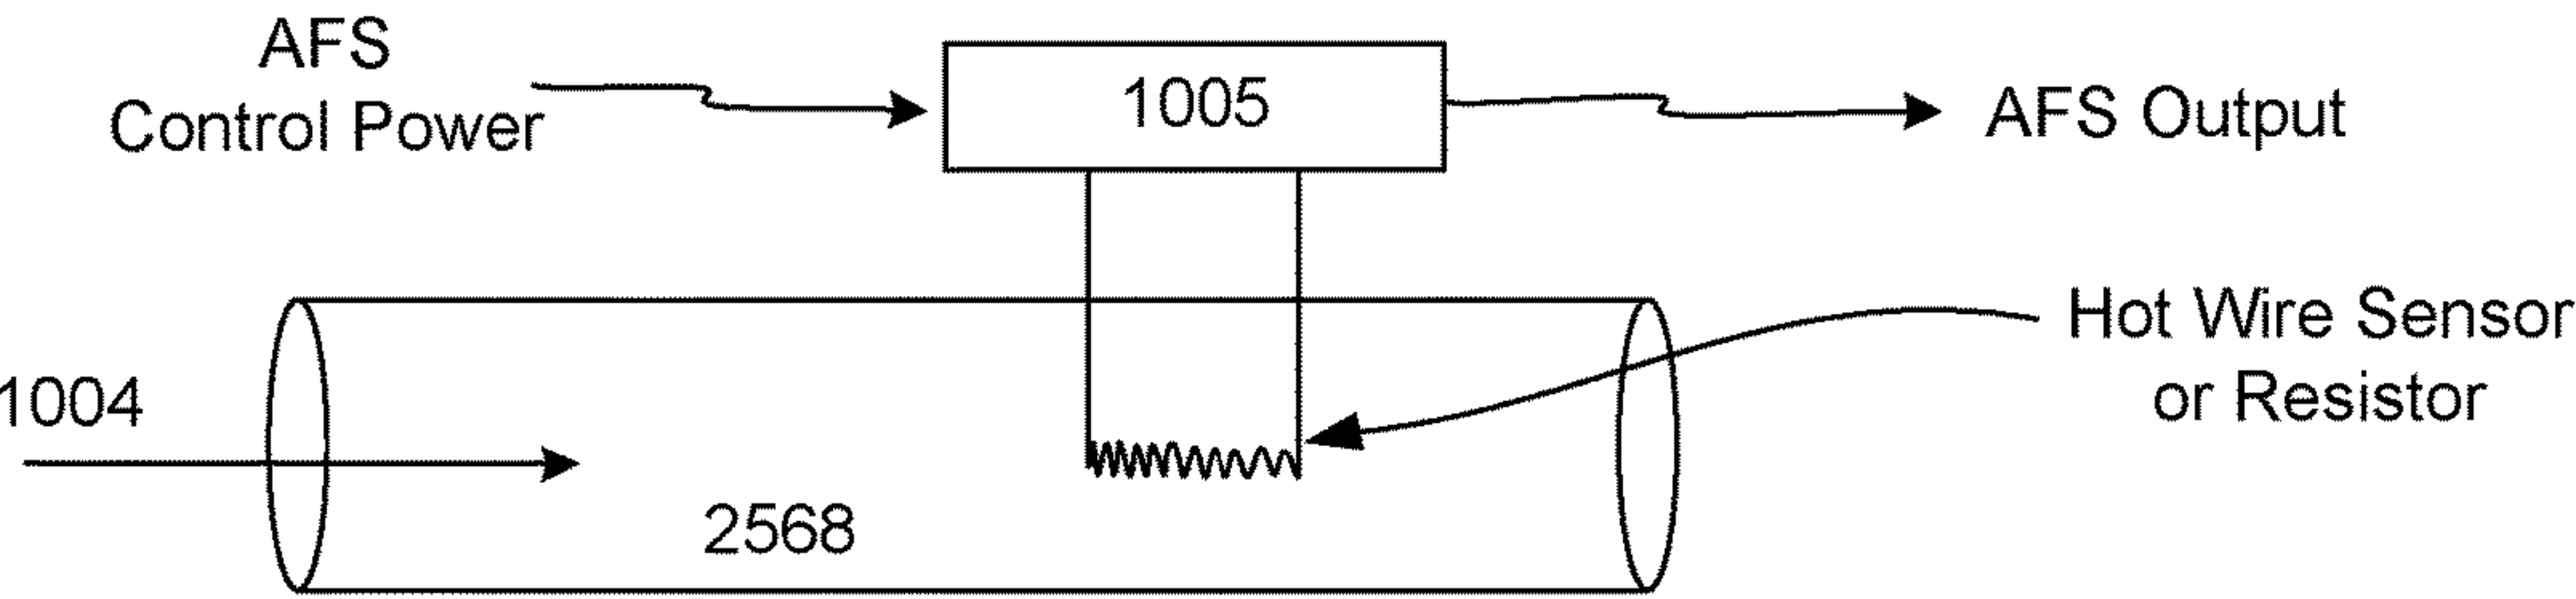 AFS
Control Power
1005
AFS Output
Hot Wire Sensor
or Resistor
1004
2568